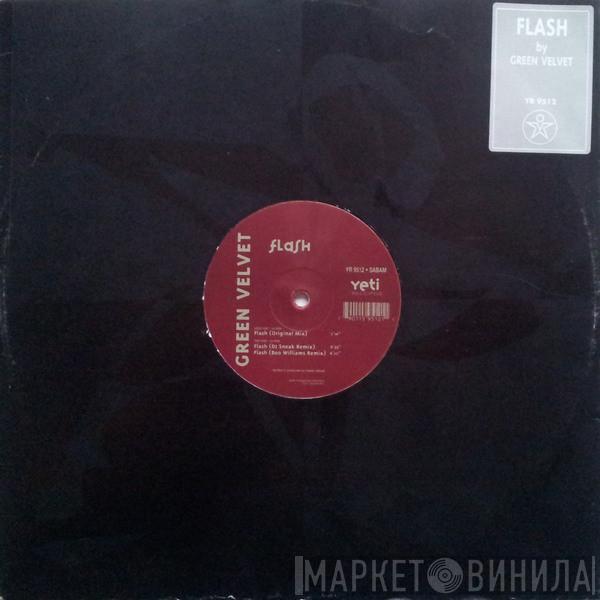 FLASH
by
GREEN VELVET
YR 9512
GREEN VELVET
flash
YR 9512 • SABAM
Yeti
Flash (Original Mix)
Flash (DJ Sneak Remix)
Flash (Boo Williams Remix)
МАРКЕТ ВИНИЛА